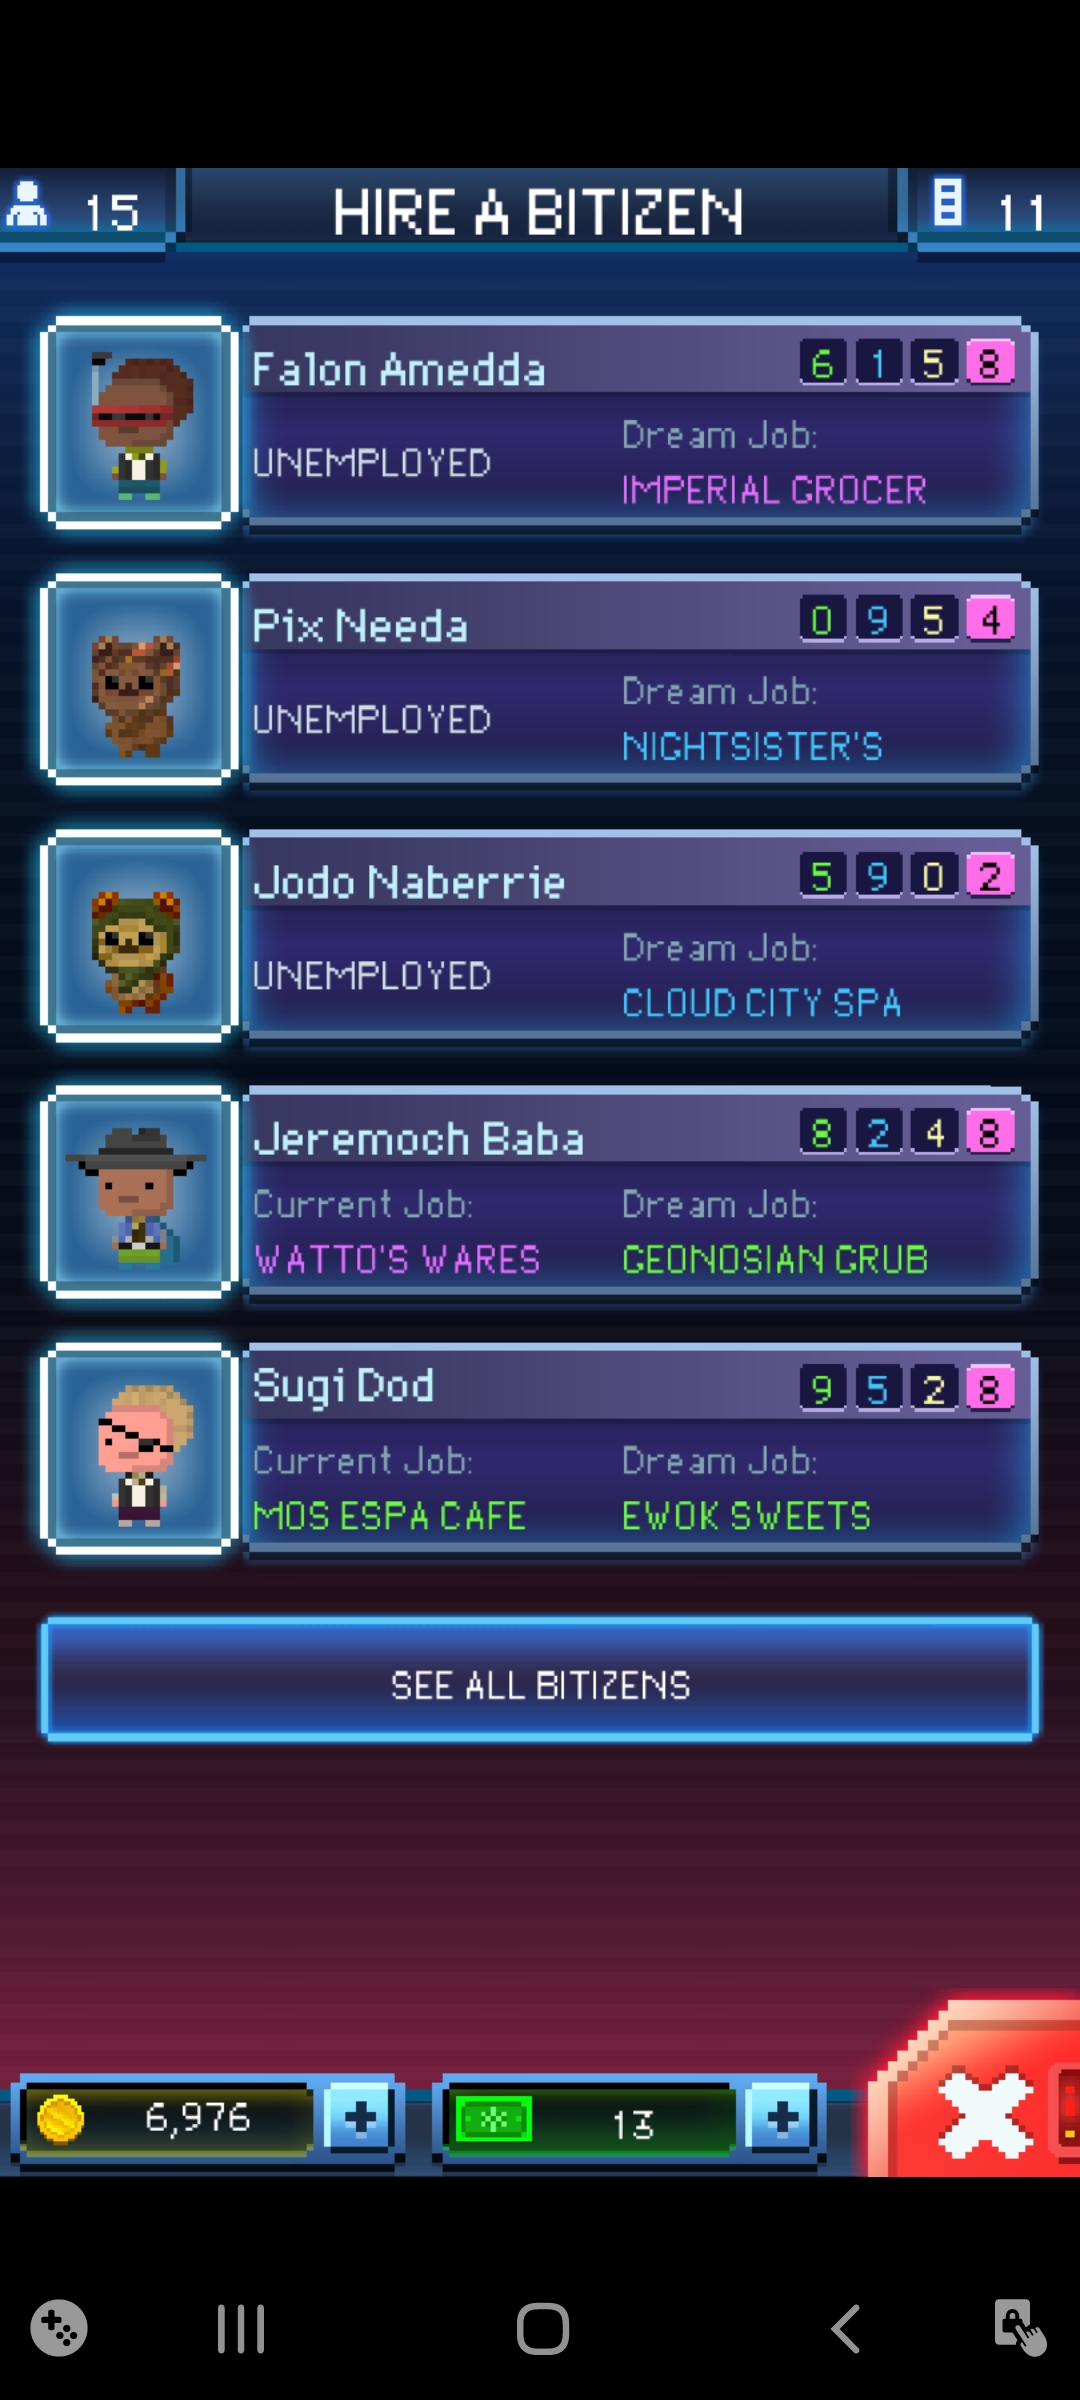 15 HIRE A BITIZEN 11
Falon Amedda 6 1 5 8
Dream Job:
UNEMPLOYED
IMPERIAL GROCER
Pix Needa 0 9 5 4
Dream Job:
UNEMPLOYED
NIGHTSISTER'S
Jodo Naberrie 5 9 0 2
Dream Job:
UNEMPLOYED
CLOUD CITY SPA
Jeremoch Baba 8 2 4 8
Current Job: Dream Job:
WATTO'S WARES GEONOSIAN GRUB
Sugi Dod 9 5 2 8
Current Job: Dream Job:
MOS ESPA CAFE EWOK SWEETS
SEE ALL BITIZENS
6,976 + 13 +